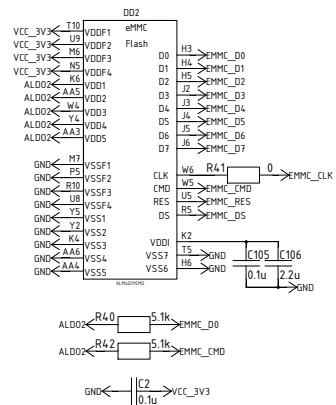 DD2
eMMC
Flash
VCC_3V3 T10 VDDF1
VCC_3V3 U9 VDDF2
VCC_3V3 M6 VDDF3
VCC_3V3 N5 VDDF4
ALDO2 K6 VDD1
ALDO2 AA5 VDD2
ALDO2 W4 VDD3
ALDO2 Y4 VDD4
ALDO2 AA3 VDD5
GND M7 VSSF1
GND P5 VSSF2
GND R10 VSSF3
GND U8 VSSF4
GND Y5 VSS1
GND Y2 VSS2
GND K4 VSS3
GND AA6 VSS4
GND AA4 VSS5
D0 H3 EMMC_D0
D1 H4 EMMC_D1
D2 H5 EMMC_D2
D3 J2 EMMC_D3
D4 J3 EMMC_D4
D5 J4 EMMC_D5
D6 J5 EMMC_D6
D7 J6 EMMC_D7
CLK W6 R41 0 EMMC_CLK
CMD W5 EMMC_CMD
RES U5 EMMC_RES
DS R5 EMMC_DS
VDDI K2
VSS7 T5 GND
VSS6 H6 GND
C105 C106
0.1u 2.2u
GND
ALDO2 R40 5.1k EMMC_D0
ALDO2 R42 5.1k EMMC_CMD
GND C2 VCC_3V3
0.1u